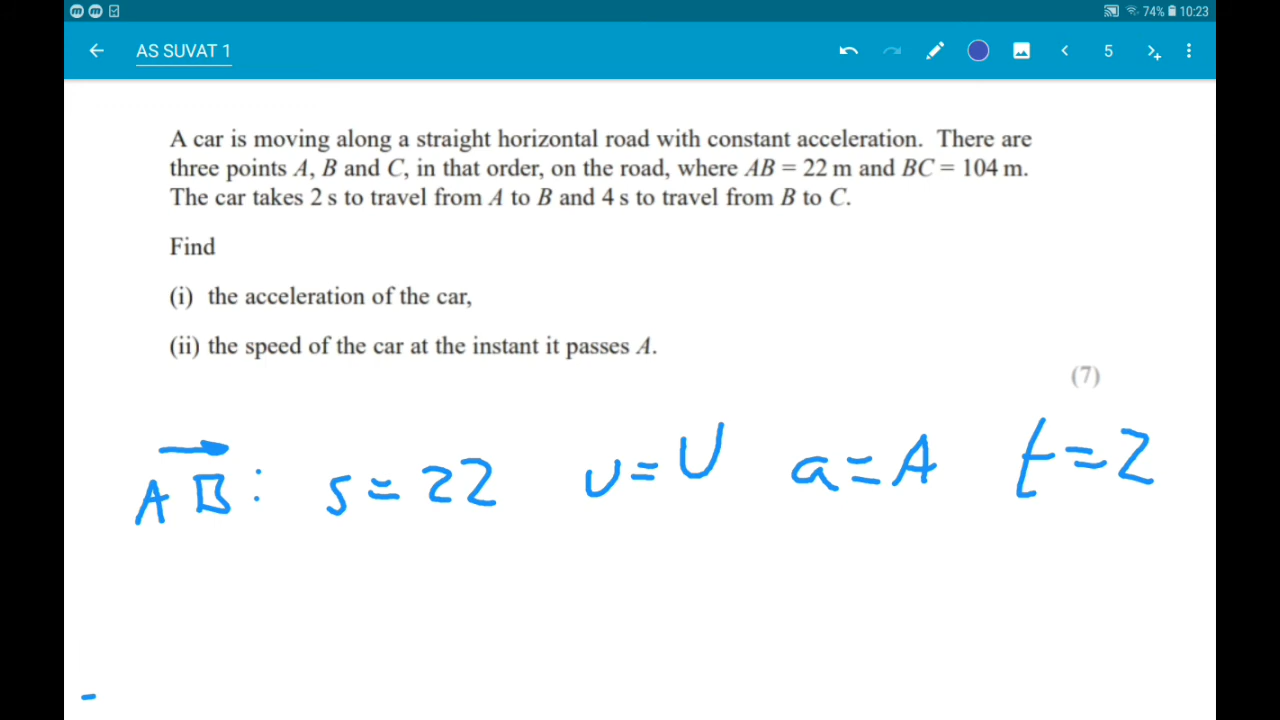 74% 10:23
AS SUVAT 1
5
A car is moving along a straight horizontal road with constant acceleration. There are
three points A, B and C, in that order, on the road, where AB = 22 m and BC = 104 m.
The car takes 2 s to travel from A to B and 4 s to travel from B to C.
Find
(i) the acceleration of the car,
(ii) the speed of the car at the instant it passes A.
(7)
AB: s=22 u=U a=A t=2